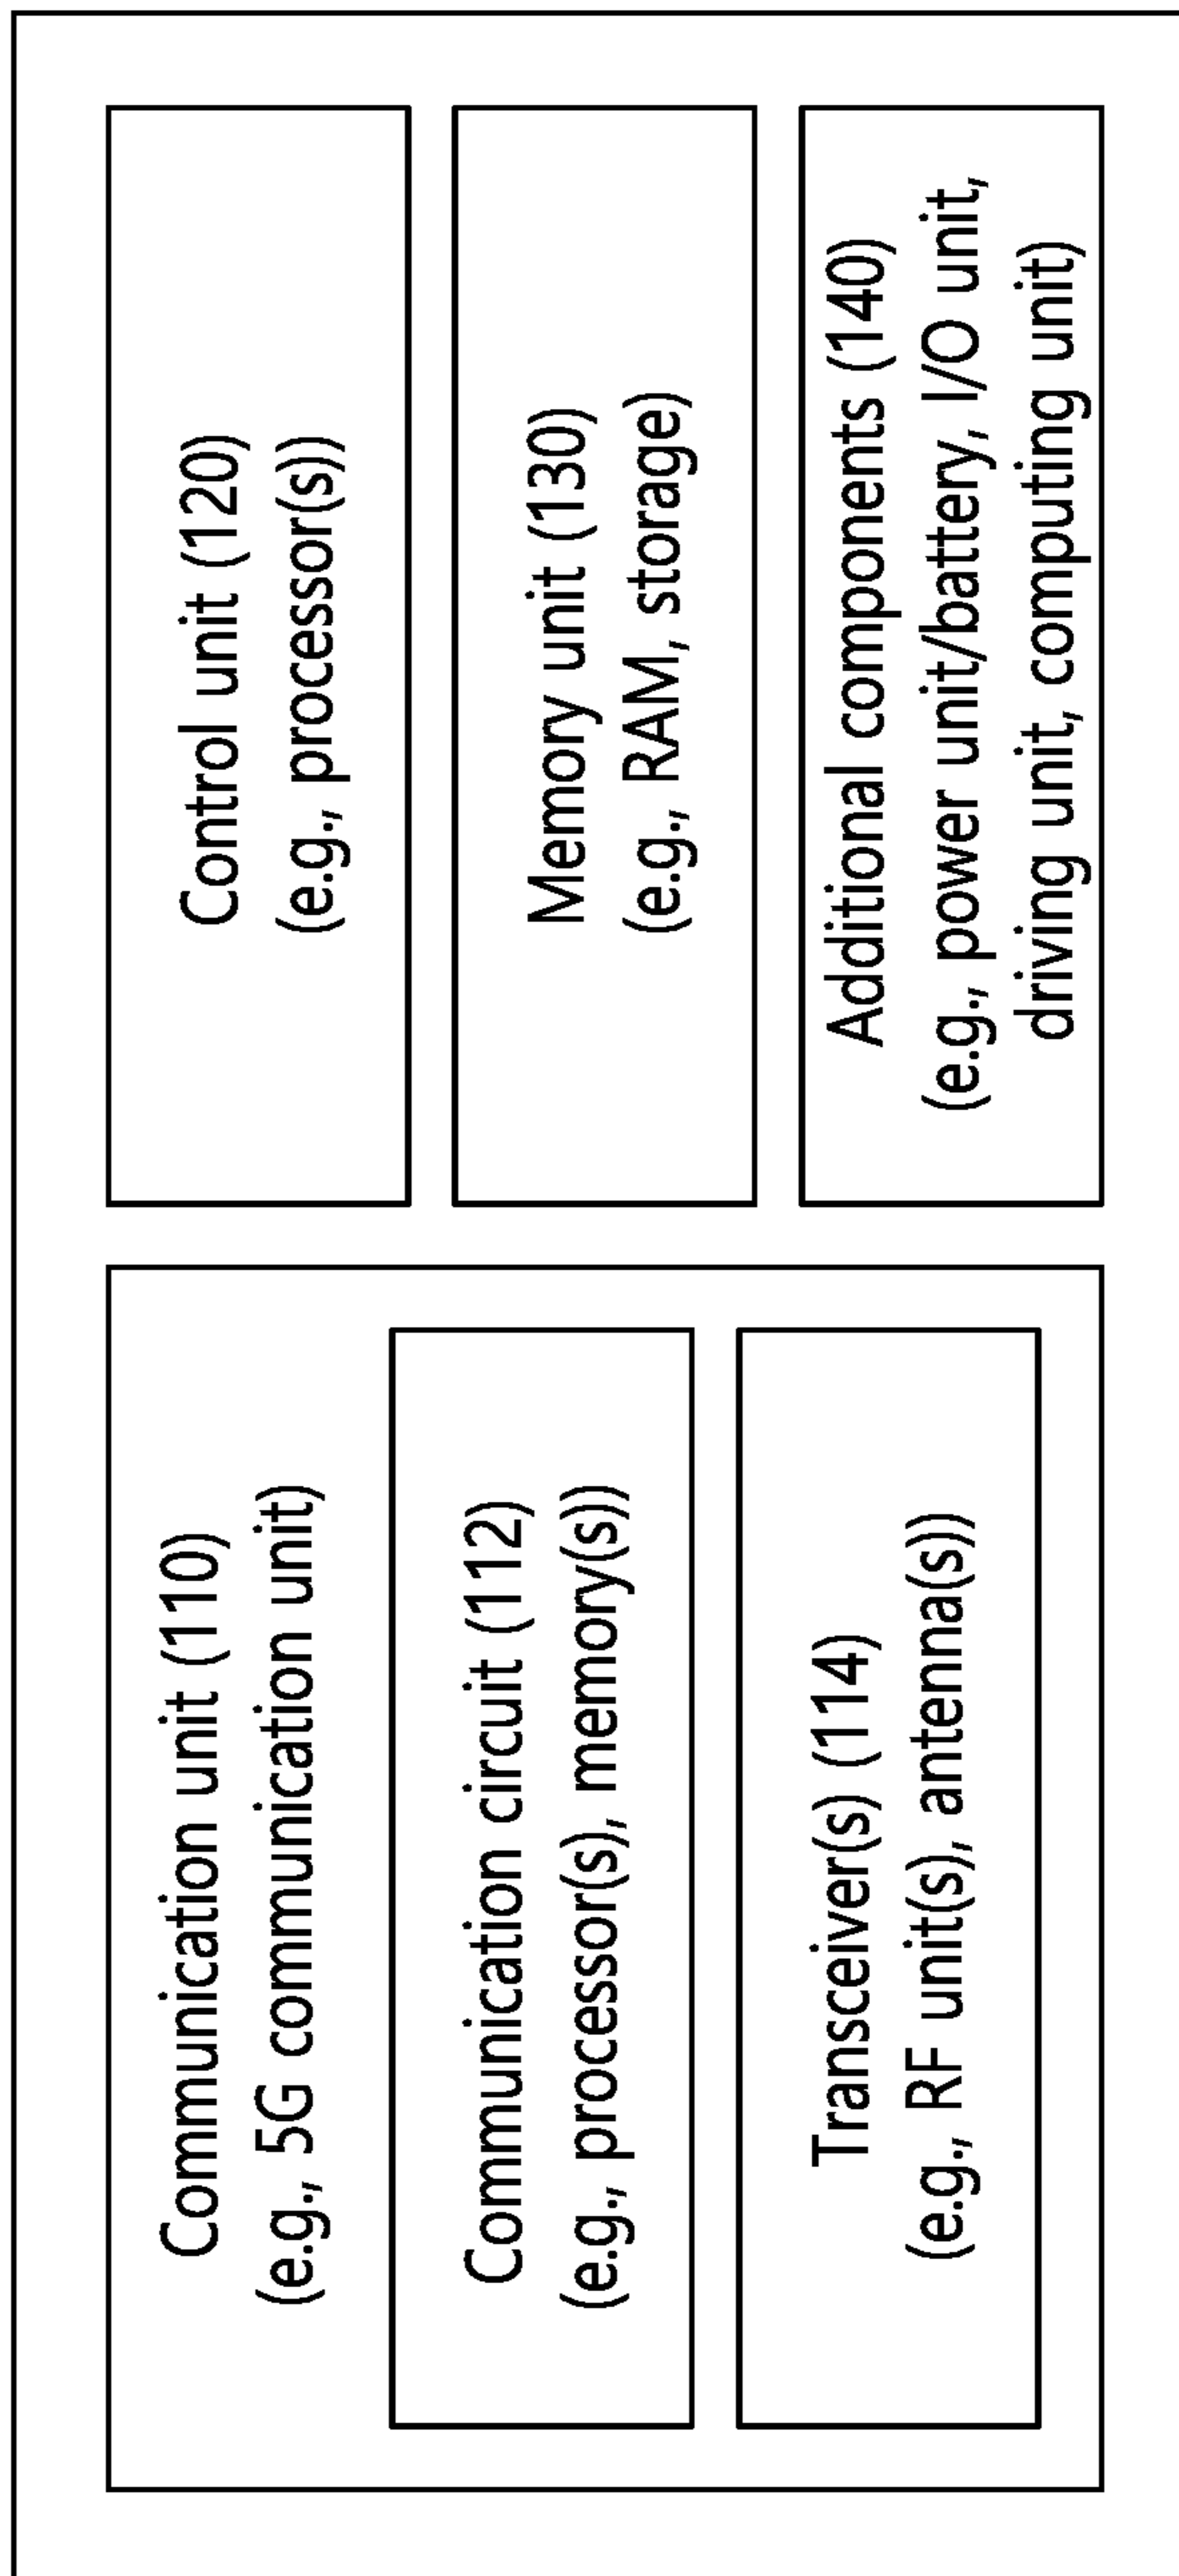 Communication unit (110)
(e.g., 5G communication unit)
Communication circuit (112)
(e.g., processor(s), memory(s))
Transceiver(s) (114)
(e.g., RF unit(s), antenna(s))
Control unit (120)
(e.g., processor(s))
Memory unit (130)
(e.g., RAM, storage)
Additional components (140)
(e.g., power unit/battery, I/O unit,
driving unit, computing unit)